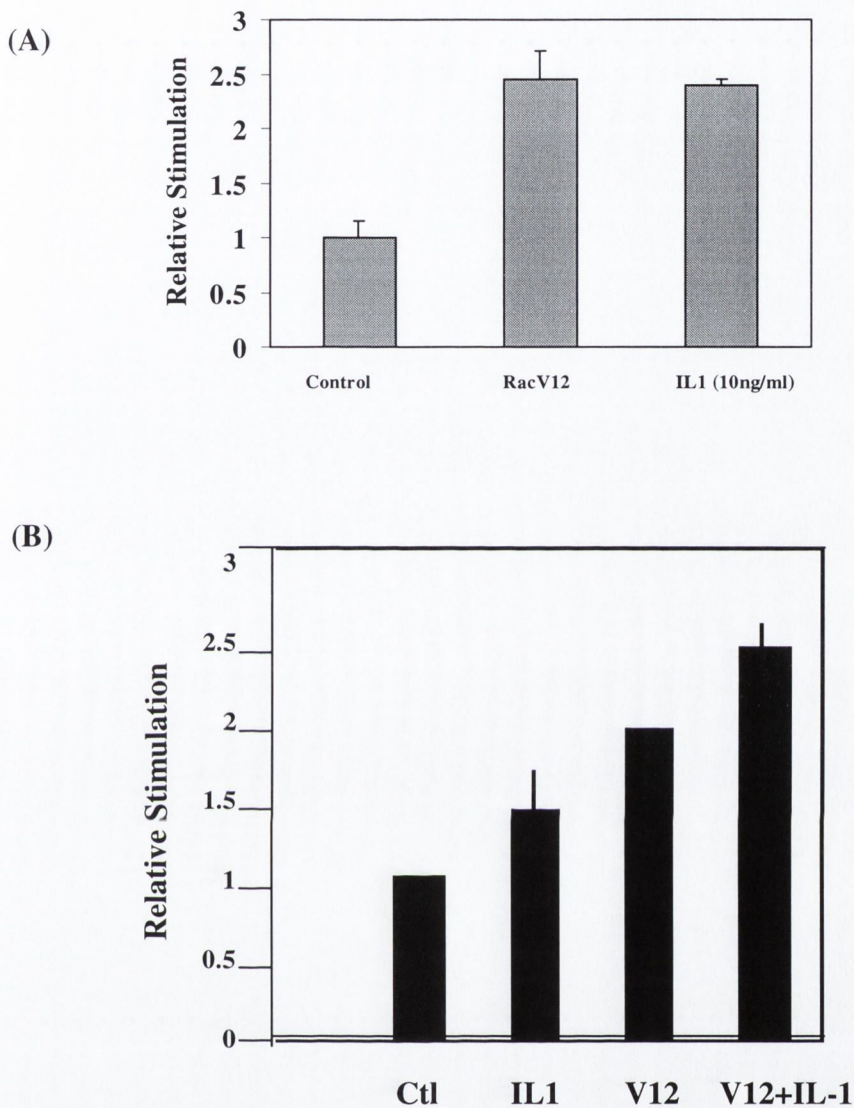 (A)
Relative Stimulation
3
2.5
2
1.5
1
0.5
0
Control RacV12 IL1 (10ng/ml)
(B)
Relative Stimulation
3
2.5
2
1.5
1
0.5
0
Ctl IL1 V12 V12+IL-1